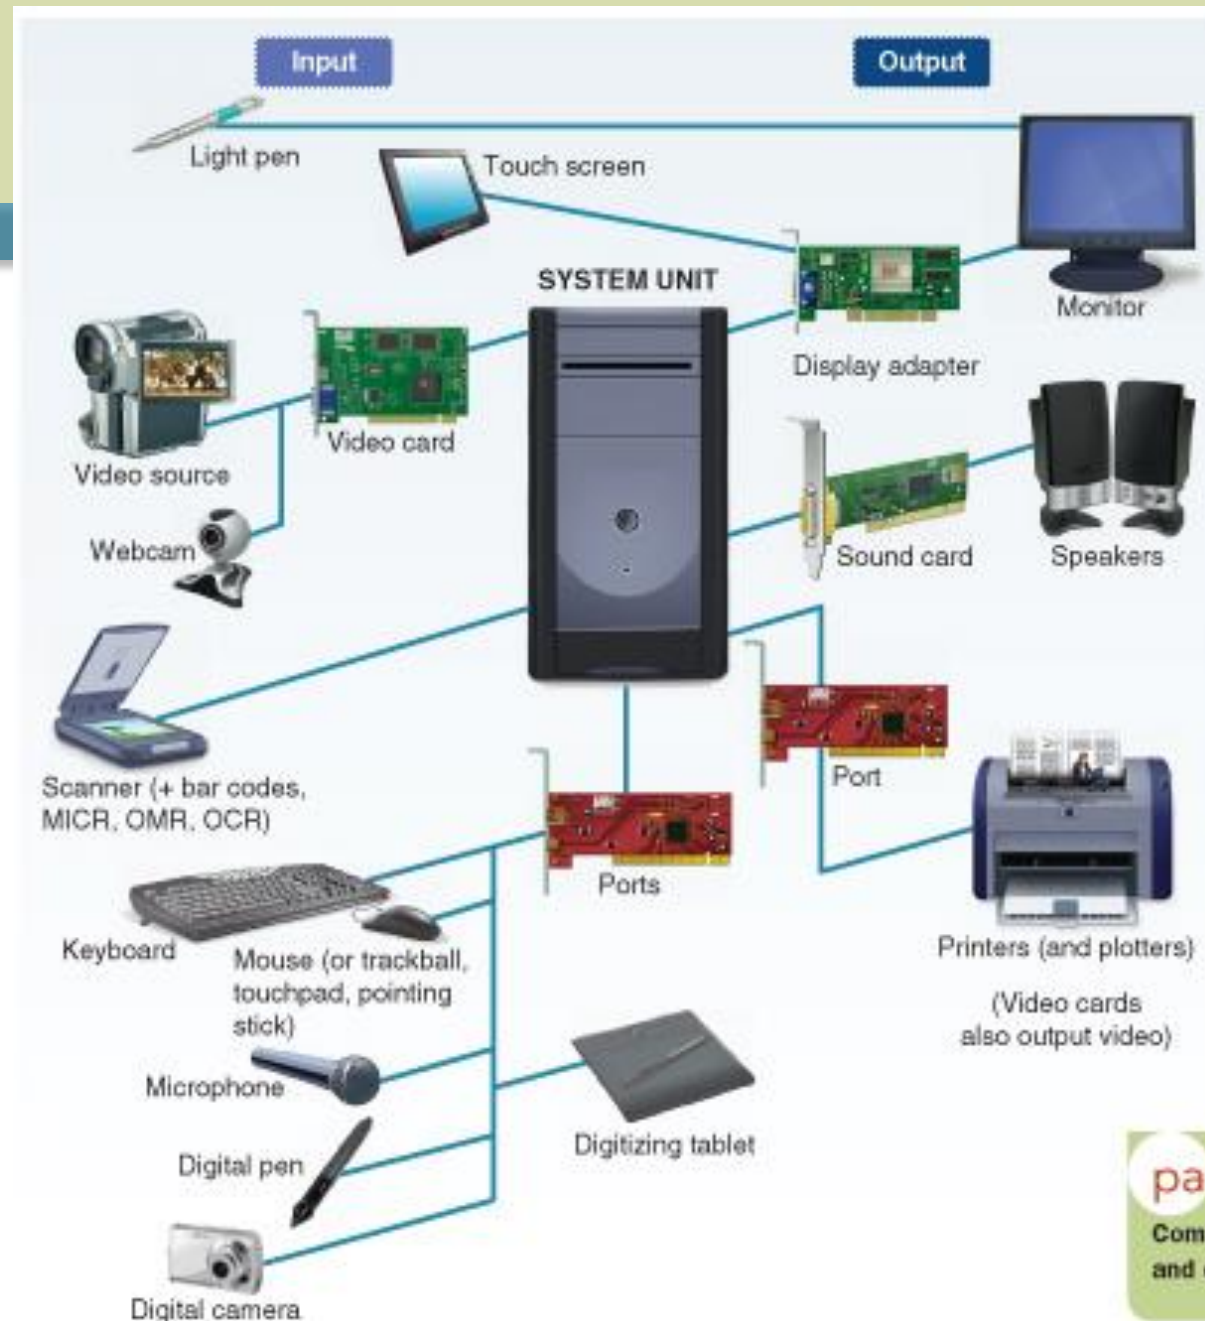 Input
Output
Light pen
Touch screen
SYSTEM UNIT
Monitor
Display adapter
Video card
Video source
Webcam
Sound card
Speakers
Scanner (+ bar codes,
MICR, OMR, OCR)
Port
Ports
Keyboard
Mouse (or trackball,
touchpad, pointing
stick)
Printers (and plotters)
(Video cards
also output video)
Microphone
Digitizing tablet
Digital pen
Digital camera
pa
Com
and